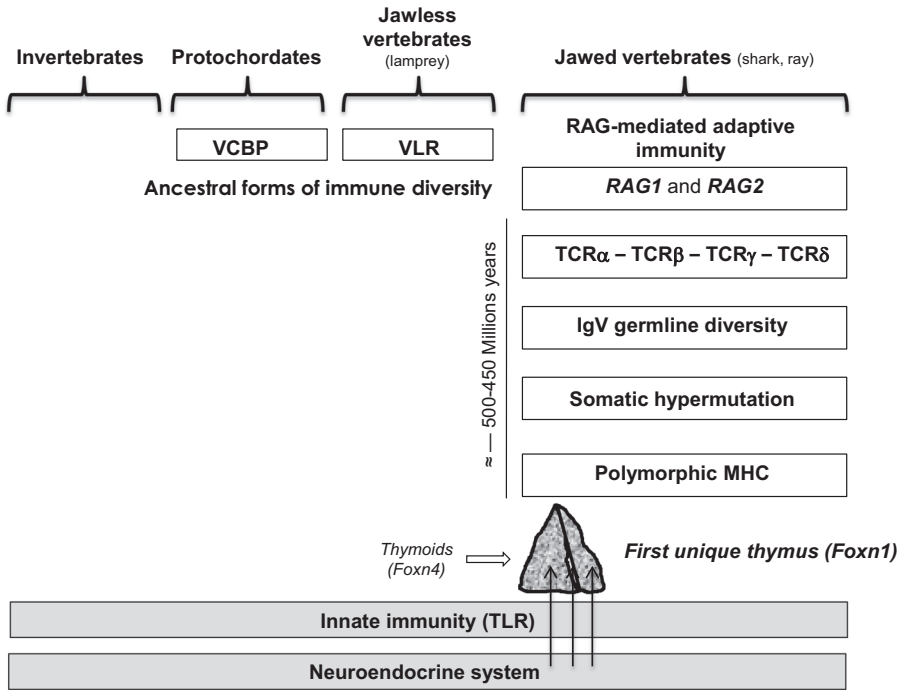 Invertebrates
Protochordates
Jawless
vertebrates
(lamprey)
Jawed vertebrates (shark, ray)
VCBP
VLR
Ancestral forms of immune diversity
RAG-mediated adaptive
immunity
RAG1 and RAG2
TCRα – TCRβ – TCRγ – TCRδ
IgV germline diversity
Somatic hypermutation
Polymorphic MHC
≈ — 500-450 Millions years
Thymoids
(Foxn4)
First unique thymus (Foxn1)
Innate immunity (TLR)
Neuroendocrine system